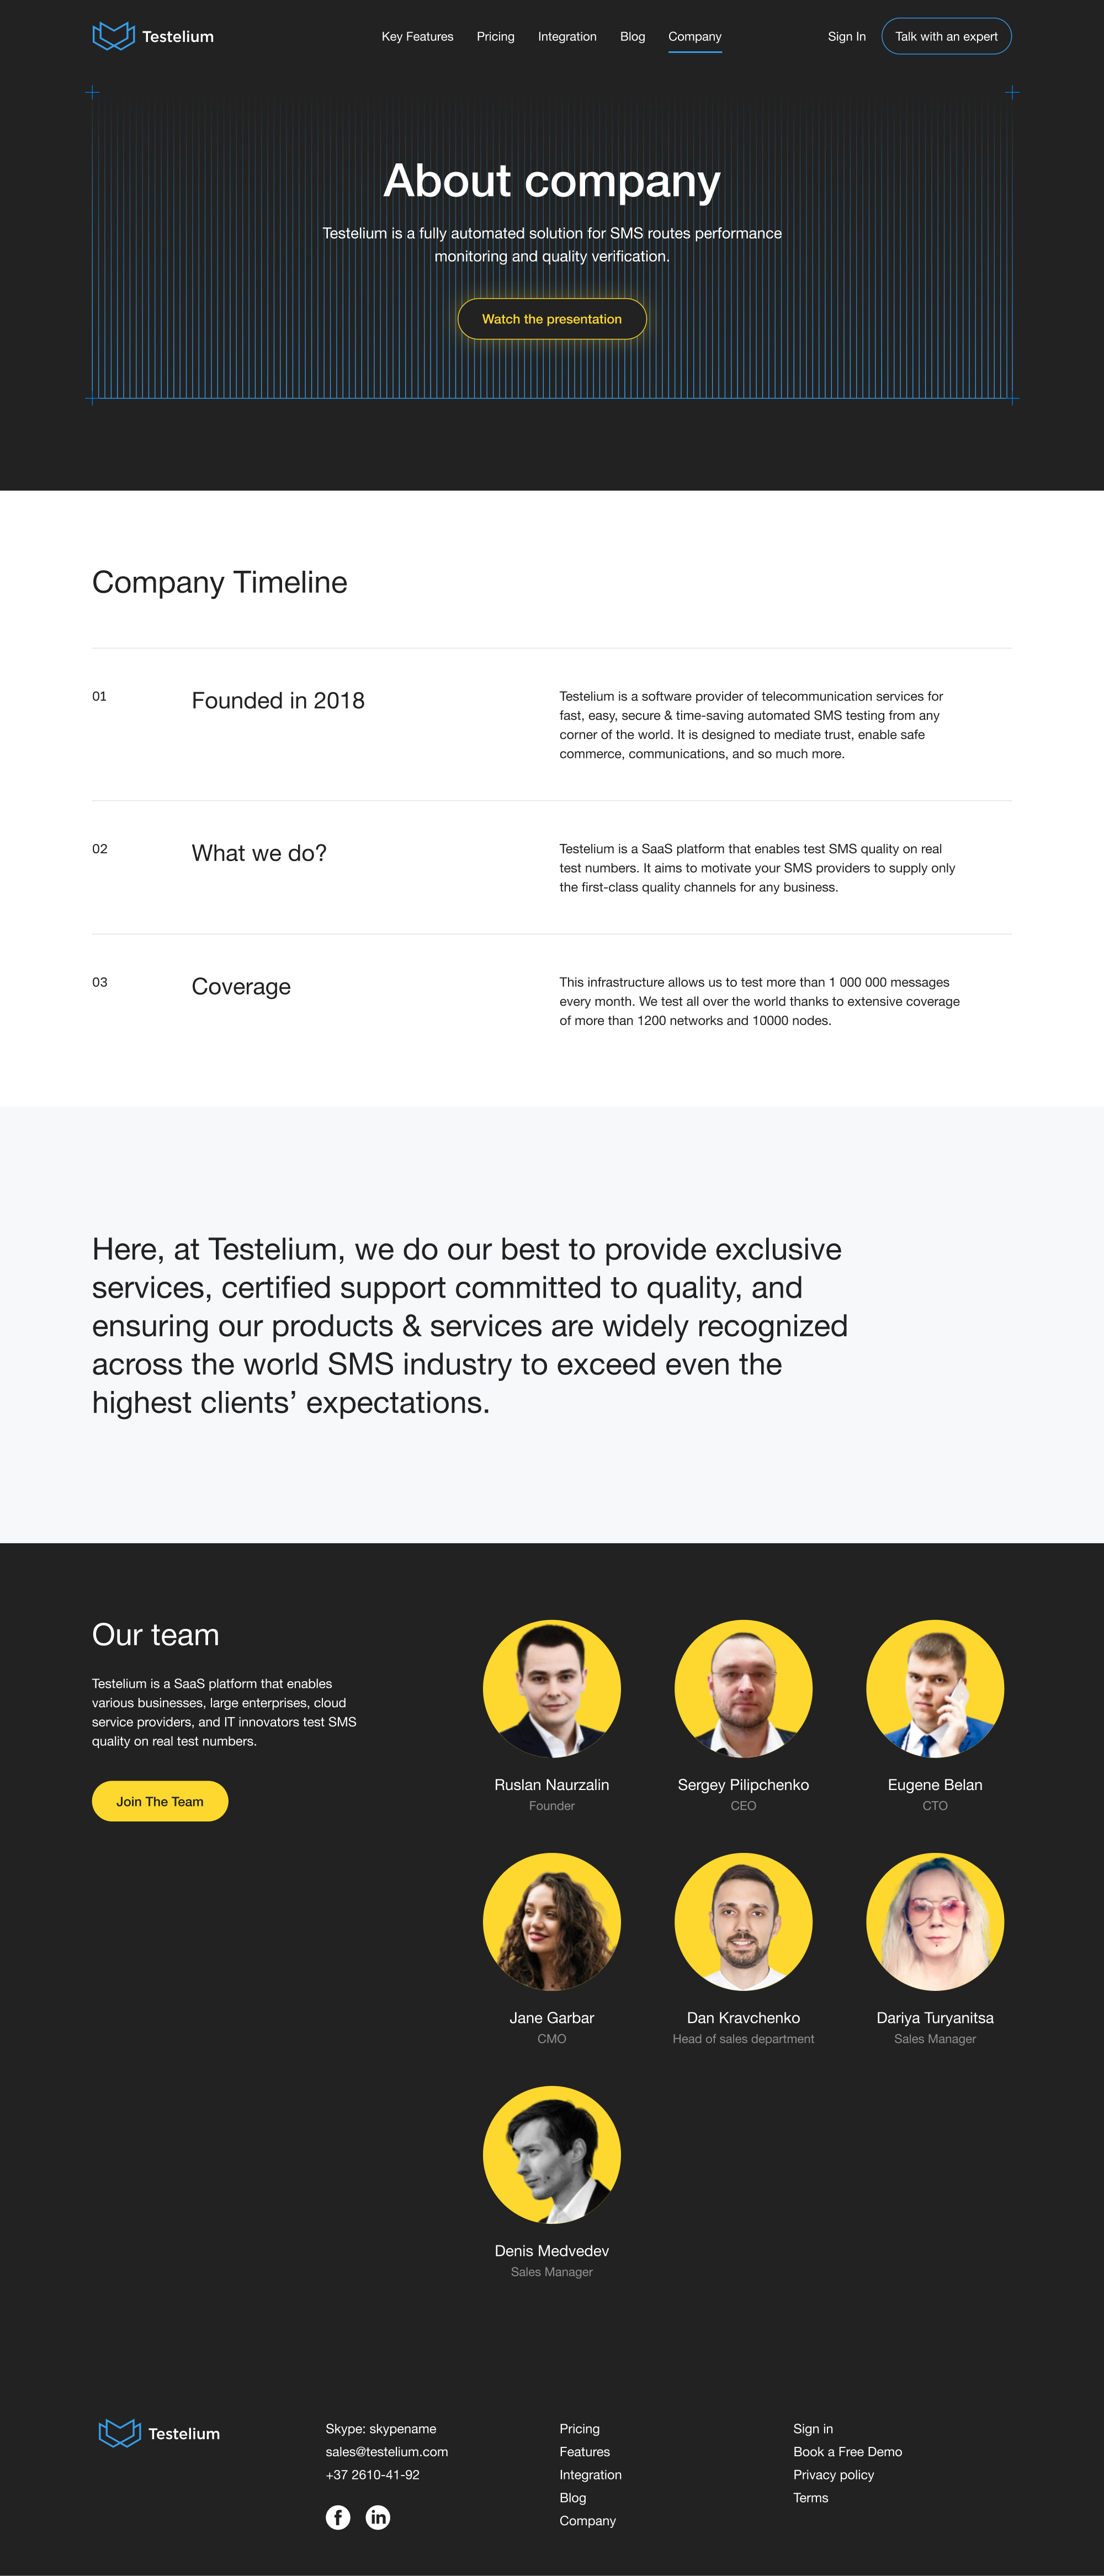 Testelium
Key Features
Pricing
Integration
Blog
Company
Sign In
Talk with an expert
About company
Testelium is a fully automated solution for SMS routes performance
monitoring and quality verification.
Watch the presentation
Company Timeline
01
Founded in 2018
Testelium is a software provider of telecommunication services for
fast, easy, secure & time-saving automated SMS testing from any
corner of the world. It is designed to mediate trust, enable safe
commerce, communications, and so much more.
02
What we do?
Testelium is a SaaS platform that enables test SMS quality on real
test numbers. It aims to motivate your SMS providers to supply only
the first-class quality channels for any business.
03
Coverage
This infrastructure allows us to test more than 1 000 000 messages
every month. We test all over the world thanks to extensive coverage
of more than 1200 networks and 10000 nodes.
Here, at Testelium, we do our best to provide exclusive
services, certified support committed to quality, and
ensuring our products & services are widely recognized
across the world SMS industry to exceed even the
highest clients’ expectations.
Our team
Testelium is a SaaS platform that enables
various businesses, large enterprises, cloud
service providers, and IT innovators test SMS
quality on real test numbers.
Join The Team
Ruslan Naurzalin
Founder
Sergey Pilipchenko
CEO
Eugene Belan
CTO
Jane Garbar
CMO
Dan Kravchenko
Head of sales department
Dariya Turyanitsa
Sales Manager
Denis Medvedev
Sales Manager
Testelium
Skype: skypename
sales@testelium.com
+37 2610-41-92
f
in
Pricing
Features
Integration
Blog
Company
Sign in
Book a Free Demo
Privacy policy
Terms